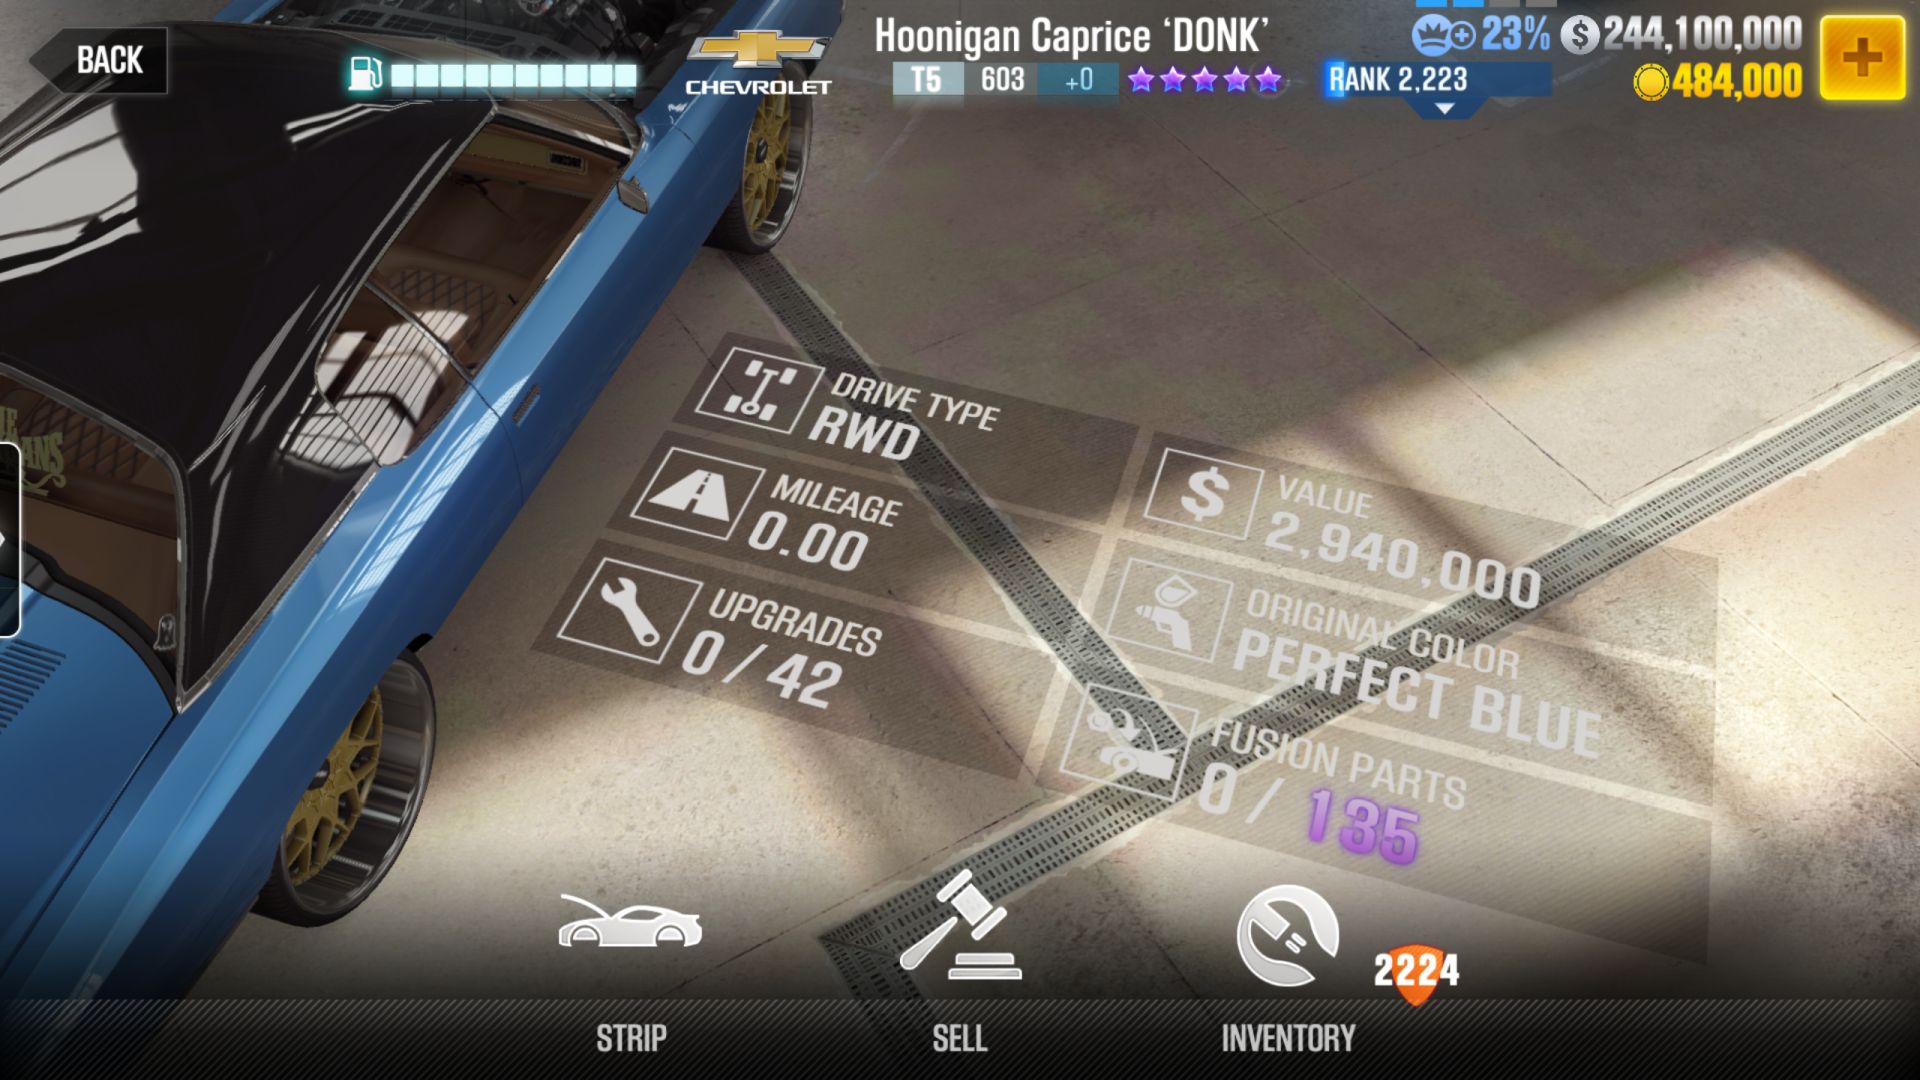 BACK
CHEVROLET
Hoonigan Caprice ‘DONK’
T5 603 +0
RANK 2,223
23%
244,100,000
484,000
DRIVE TYPE
RWD
MILEAGE
0.00
UPGRADES
0 / 42
VALUE
2,940,000
ORIGINAL COLOR
PERFECT BLUE
FUSION PARTS
0 / 135
STRIP
SELL
INVENTORY
2224